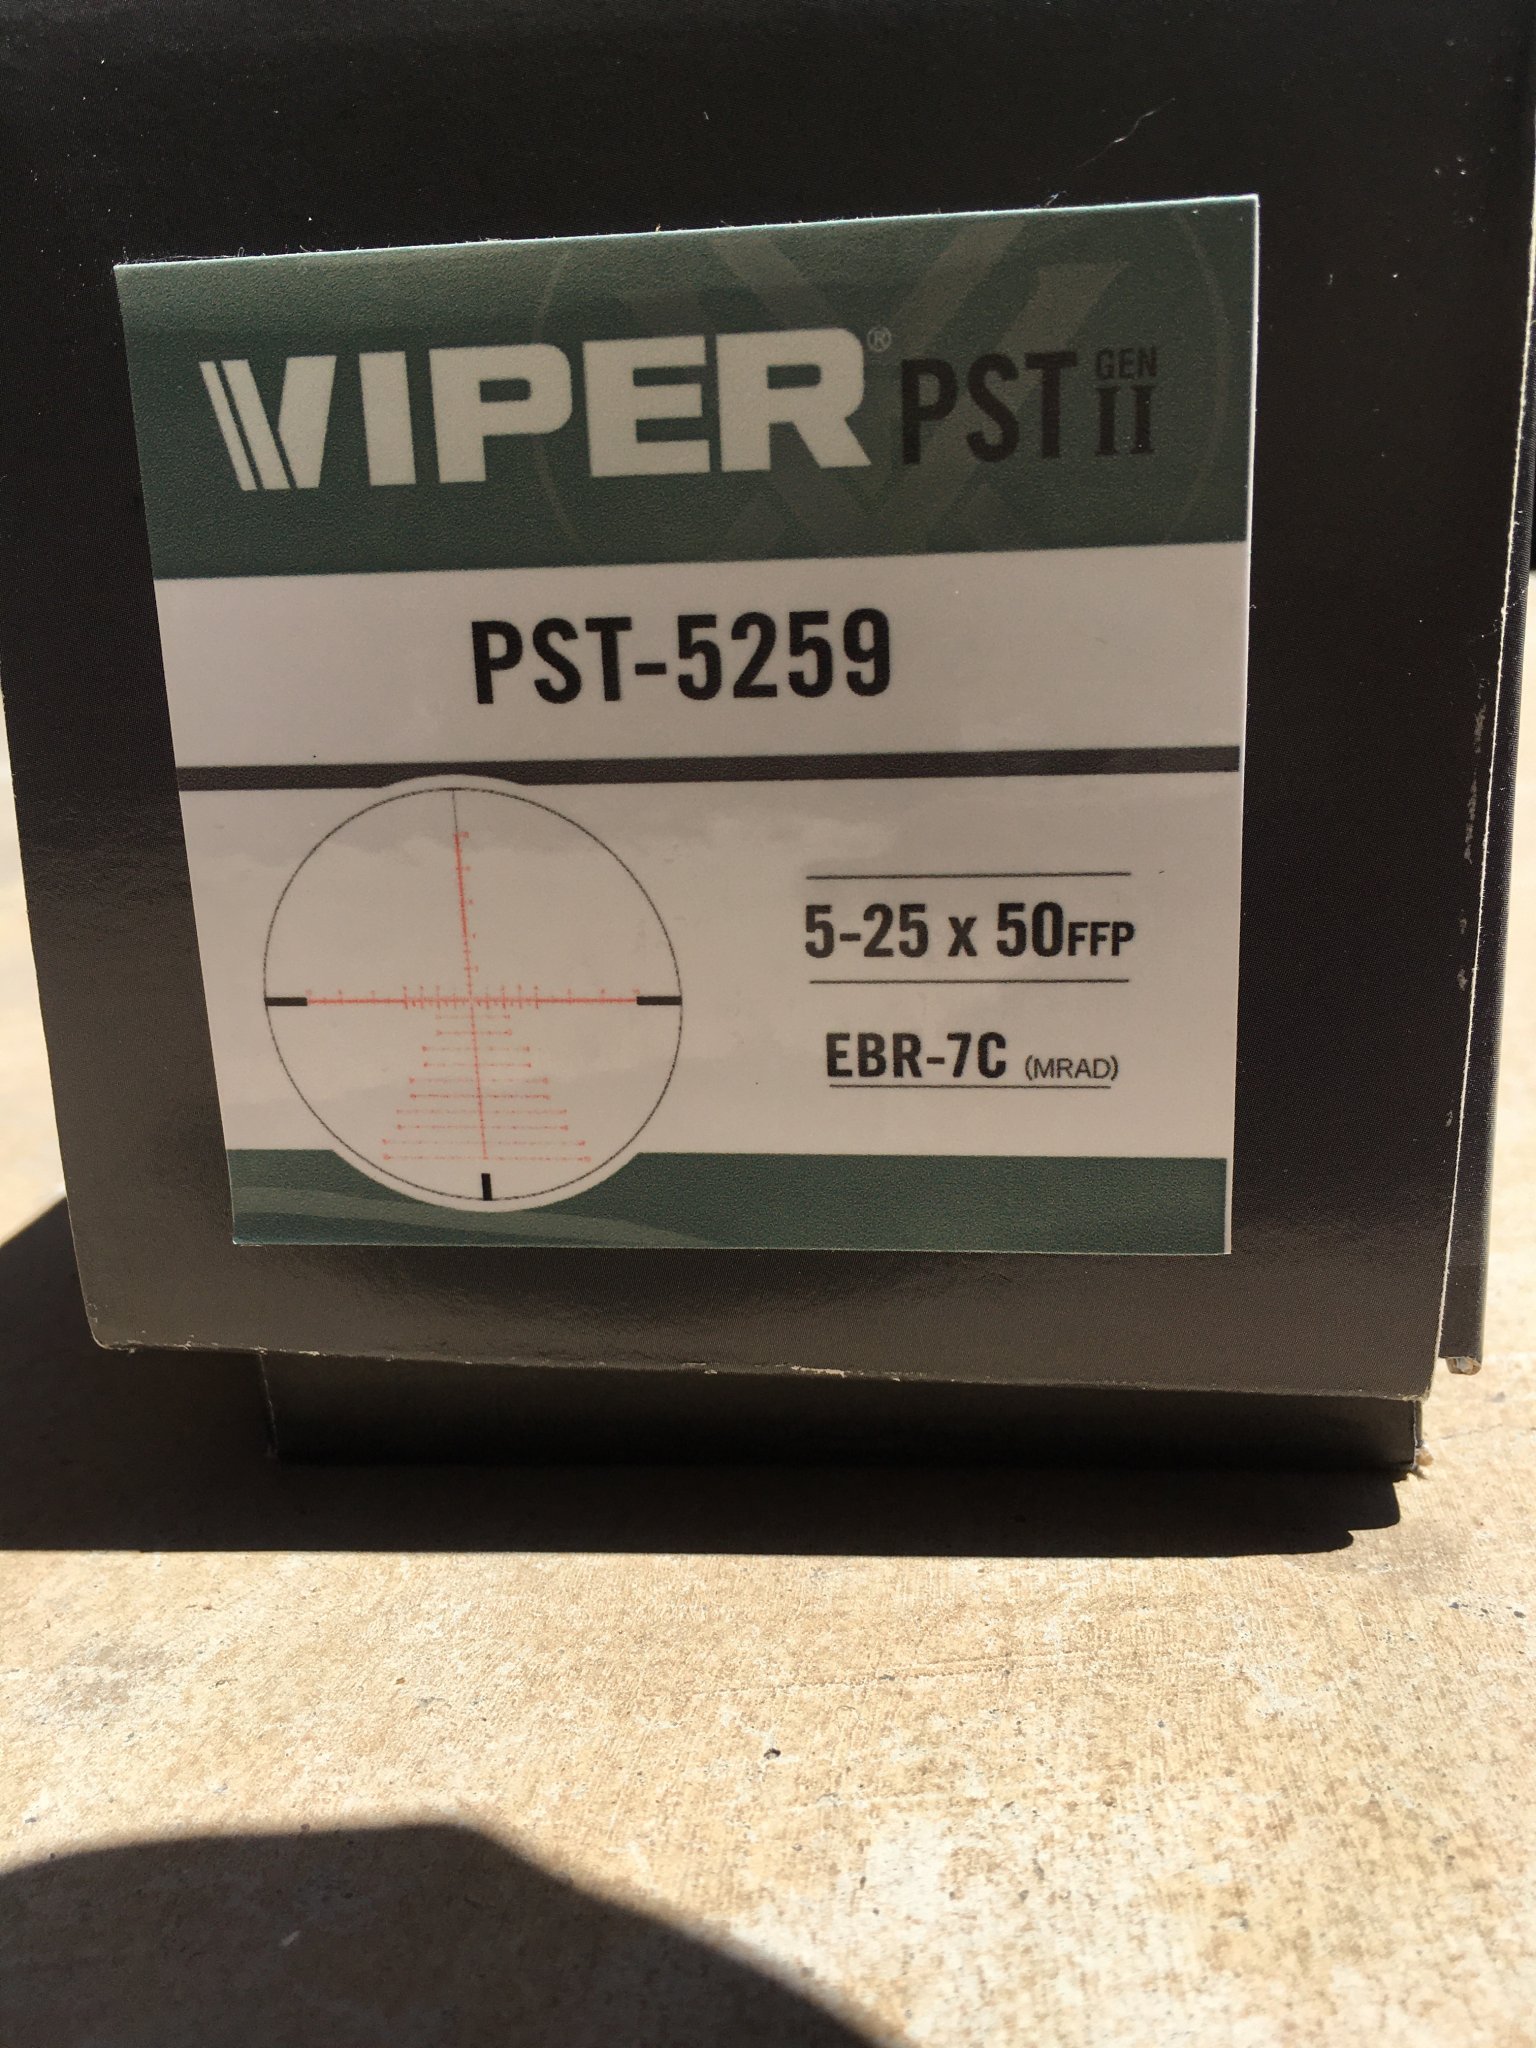 VIPER® PST GEN II
PST-5259
5-25 x 50FFP
EBR-7C (MRAD)